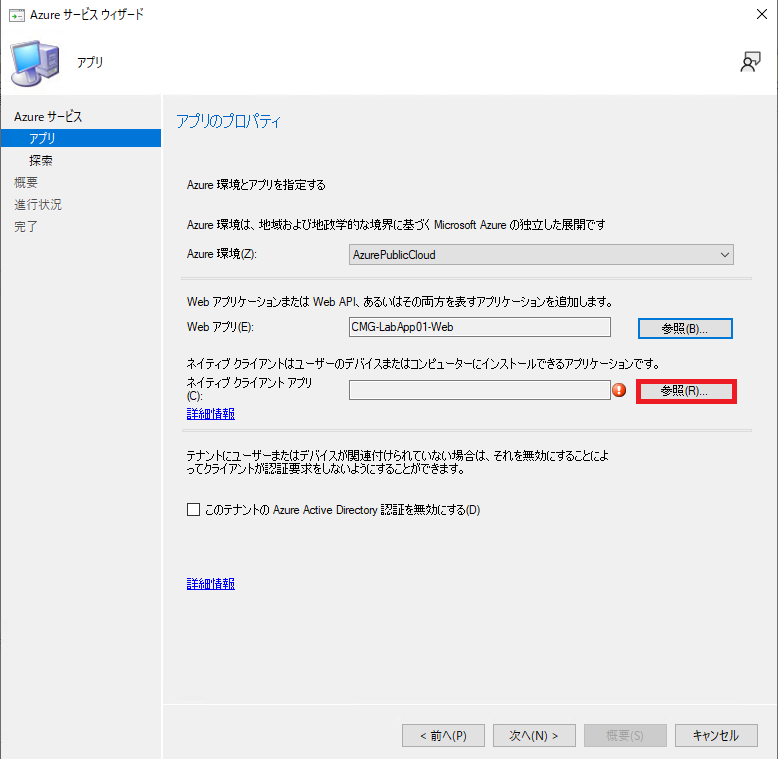 Azure サービス ウィザード
アプリ
Azure サービス
アプリ
探索
概要
進行状況
完了
アプリのプロパティ
Azure 環境とアプリを指定する
Azure 環境は、地域および地政学的な境界に基づく Microsoft Azure の独立した展開です
Azure 環境(Z):
AzurePublicCloud
Web アプリケーションまたは Web API、あるいはその両方を表すアプリケーションを追加します。
Web アプリ(E):
CMG-LabApp01-Web
参照(B)...
ネイティブ クライアントはユーザーのデバイスまたはコンピューターにインストールできるアプリケーションです。
ネイティブ クライアント アプリ
(C):
参照(R)...
詳細情報
テナントにユーザーまたはデバイスが関連付けられていない場合は、それを無効にすることによ
ってクライアントが認証要求をしないようにすることができます。
このテナントの Azure Active Directory 認証を無効にする(D)
詳細情報
< 前へ(P)
次へ(N) >
概要(S)
キャンセル